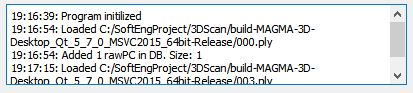 19:16:39: Program initilized
19:16:54: Loaded C:/SoftEngProject/3DScan/build-MAGMA-3D-
Desktop_Qt_5_7_0_MSVC2015_64bit-Release/000.ply
19:16:54: Added 1 rawPC in DB. Size: 1
19:17:15: Loaded C:/SoftEngProject/3DScan/build-MAGMA-3D-
Desktop_Qt_5_7_0_MSVC2015_64bit-Release/003.ply